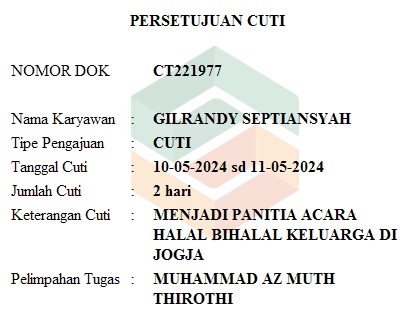 PERSETUJUAN CUTI
NOMOR DOK CT221977
Nama Karyawan : GILRANDY SEPTIANSYAH
Tipe Pengajuan : CUTI
Tanggal Cuti : 10-05-2024 sd 11-05-2024
Jumlah Cuti : 2 hari
Keterangan Cuti : MENJADI PANITIA ACARA
HALAL BIHALAL KELUARGA DI
JOGJA
Pelimpahan Tugas : MUHAMMAD AZ MUTH
THIROTHI